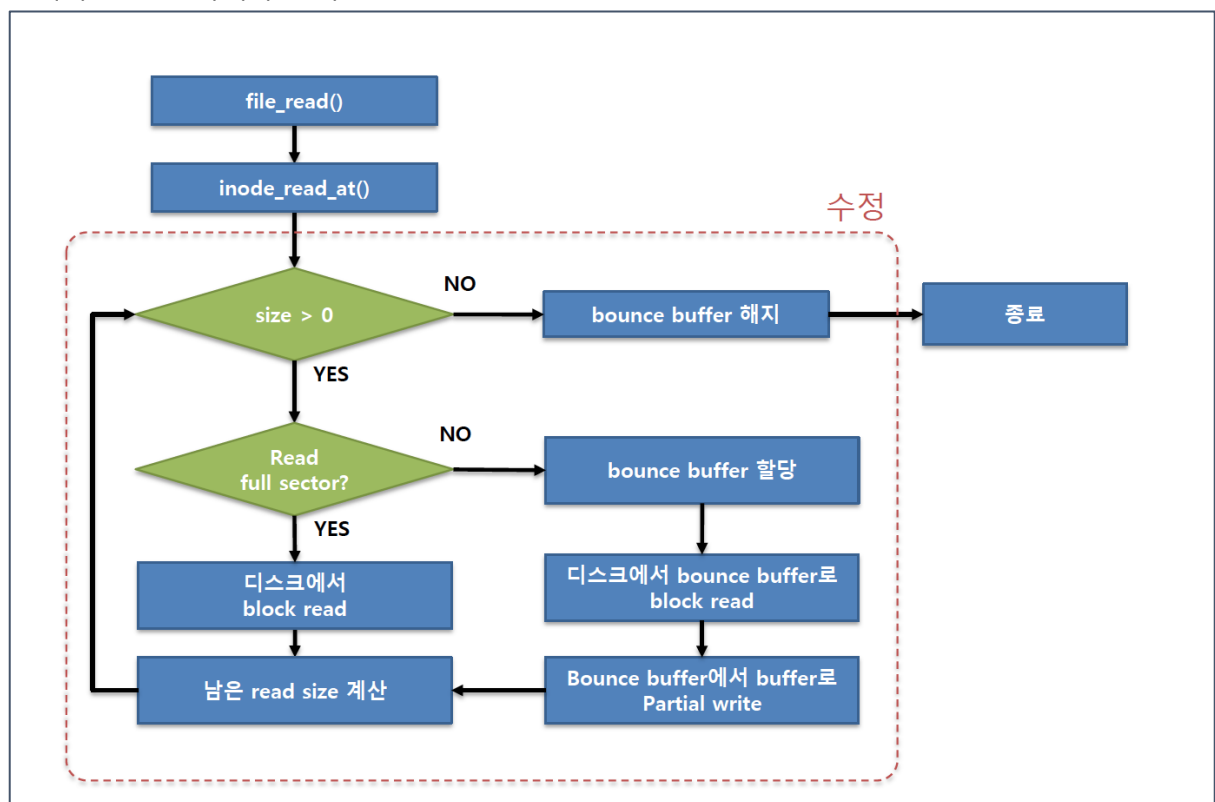 file_read()
inode_read_at()
수정
size > 0
NO
bounce buffer 해지
종료
YES
Read
full sector?
NO
bounce buffer 할당
YES
디스크에서
block read
디스크에서 bounce buffer로
block read
남은 read size 계산
Bounce buffer에서 buffer로
Partial write